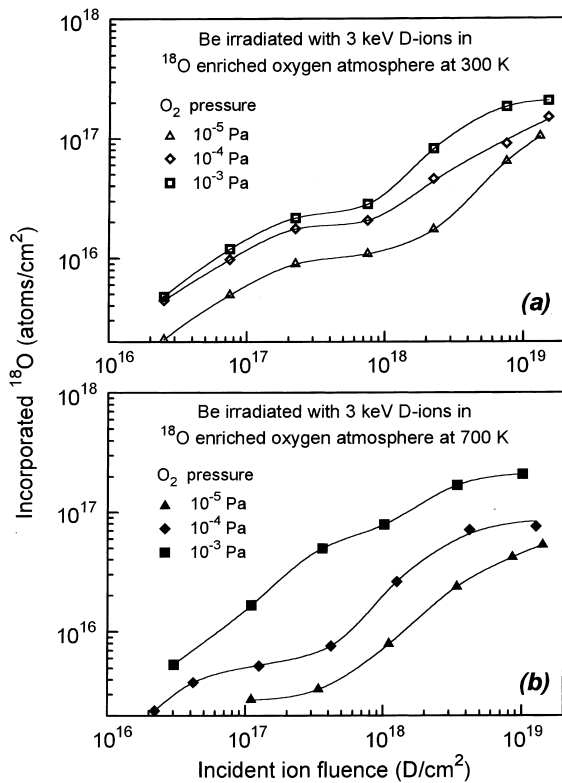 10^18
Be irradiated with 3 keV D-ions in
^18O enriched oxygen atmosphere at 300 K
O_2 pressure
10^-5 Pa
10^-4 Pa
10^-3 Pa
10^17
10^16
(a)
10^16 10^17 10^18 10^19
Incorporated ^18O (atoms/cm^2)
10^18
Be irradiated with 3 keV D-ions in
^18O enriched oxygen atmosphere at 700 K
O_2 pressure
10^-5 Pa
10^-4 Pa
10^-3 Pa
10^17
10^16
(b)
10^16 10^17 10^18 10^19
Incident ion fluence (D/cm^2)